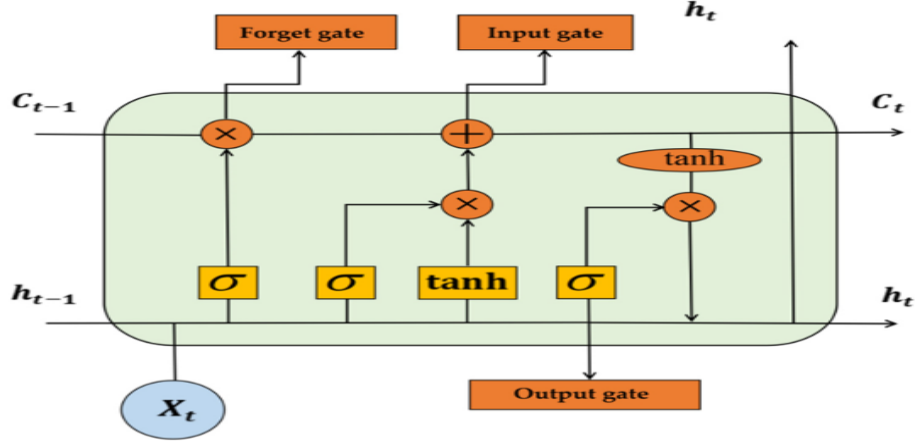 h_t
Forget gate
Input gate
C_{t-1}
C_t
×
+
tanh
×
×
σ
σ
tanh
σ
h_{t-1}
h_t
Output gate
X_t